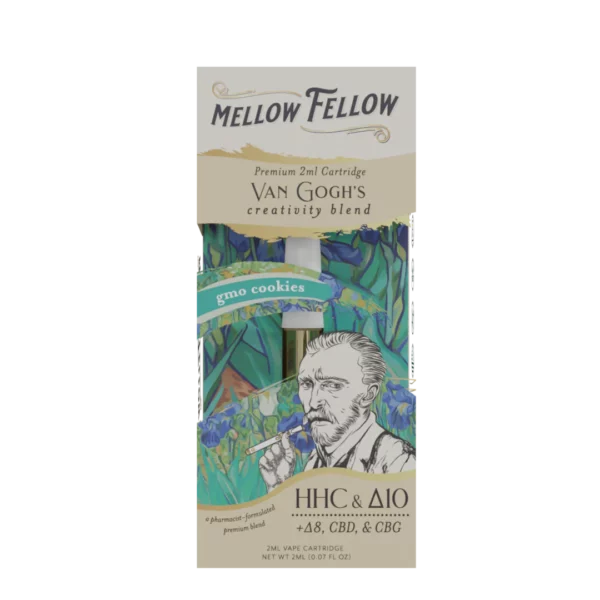 MELLOW FELLOW
Premium 2ml Cartridge
VAN GOGH'S
creativity blend
gmo cookies
HHC & Δ10
+Δ8, CBD, & CBG
a pharmacist-formulated
premium blend
2ML VAPE CARTRIDGE
NET WT 2ML (0.07 FL OZ)